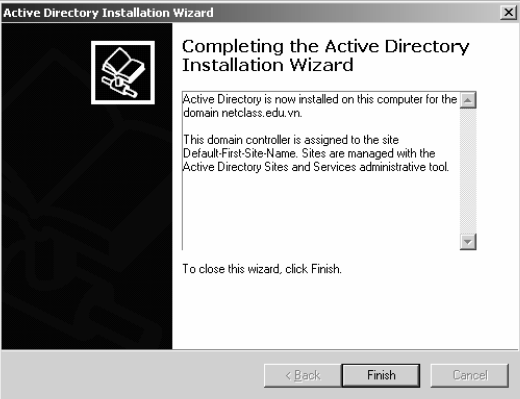 Active Directory Installation Wizard
Completing the Active Directory
Installation Wizard
Active Directory is now installed on this computer for the
domain netclass.edu.vn.
This domain controller is assigned to the site
Default-First-Site-Name. Sites are managed with the
Active Directory Sites and Services administrative tool.
To close this wizard, click Finish.
< Back
Finish
Cancel